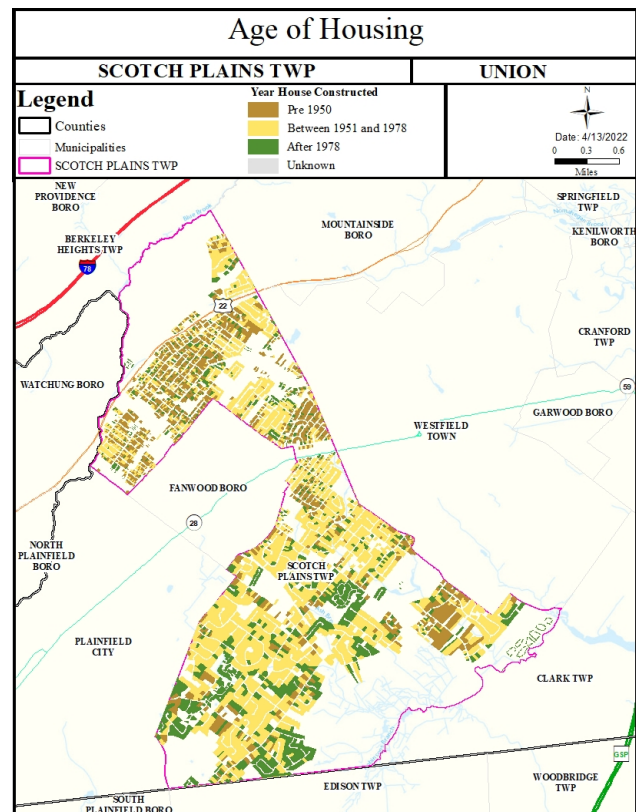 Age of Housing
SCOTCH PLAINS TWP
UNION
Legend
Counties
Municipalities
SCOTCH PLAINS TWP
Year House Constructed
Pre 1950
Between 1951 and 1978
After 1978
Unknown
N
Date: 4/13/2022
0 0.3 0.6
Miles
NEW
PROVIDENCE
BORO
SPRINGFIELD
TWP
MOUNTAINSIDE
BORO
KENILWORTH
BORO
BERKELEY
HEIGHTS TWP
78
22
CRANFORD
TWP
WATCHUNG BORO
59
GARWOOD BORO
WESTFIELD
TOWN
FANWOOD BORO
28
NORTH
PLAINFIELD
BORO
SCOTCH
PLAINS TWP
PLAINFIELD
CITY
CLARK TWP
GSP
EDISON TWP
WOODBRIDGE
TWP
SOUTH
PLAINFIELD BORO